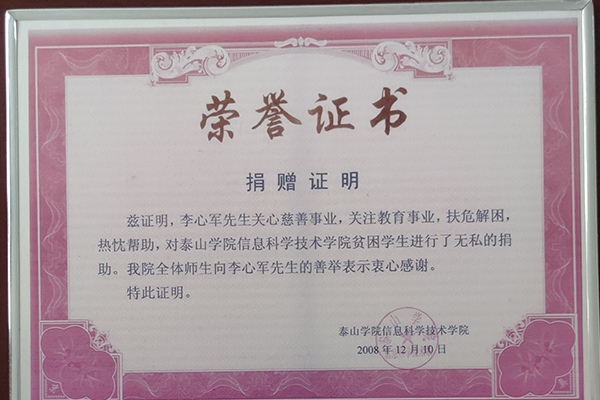 荣誉证书
捐赠证明
兹证明，李心军先生关心慈善事业，关注教育事业，扶危解困，
热忱帮助，对泰山学院信息科学技术学院贫困学生进行了无私的捐
助。我院全体师生向李心军先生的善举表示衷心感谢。
特此证明。
泰山学院信息科学技术学院
2008年12月10日